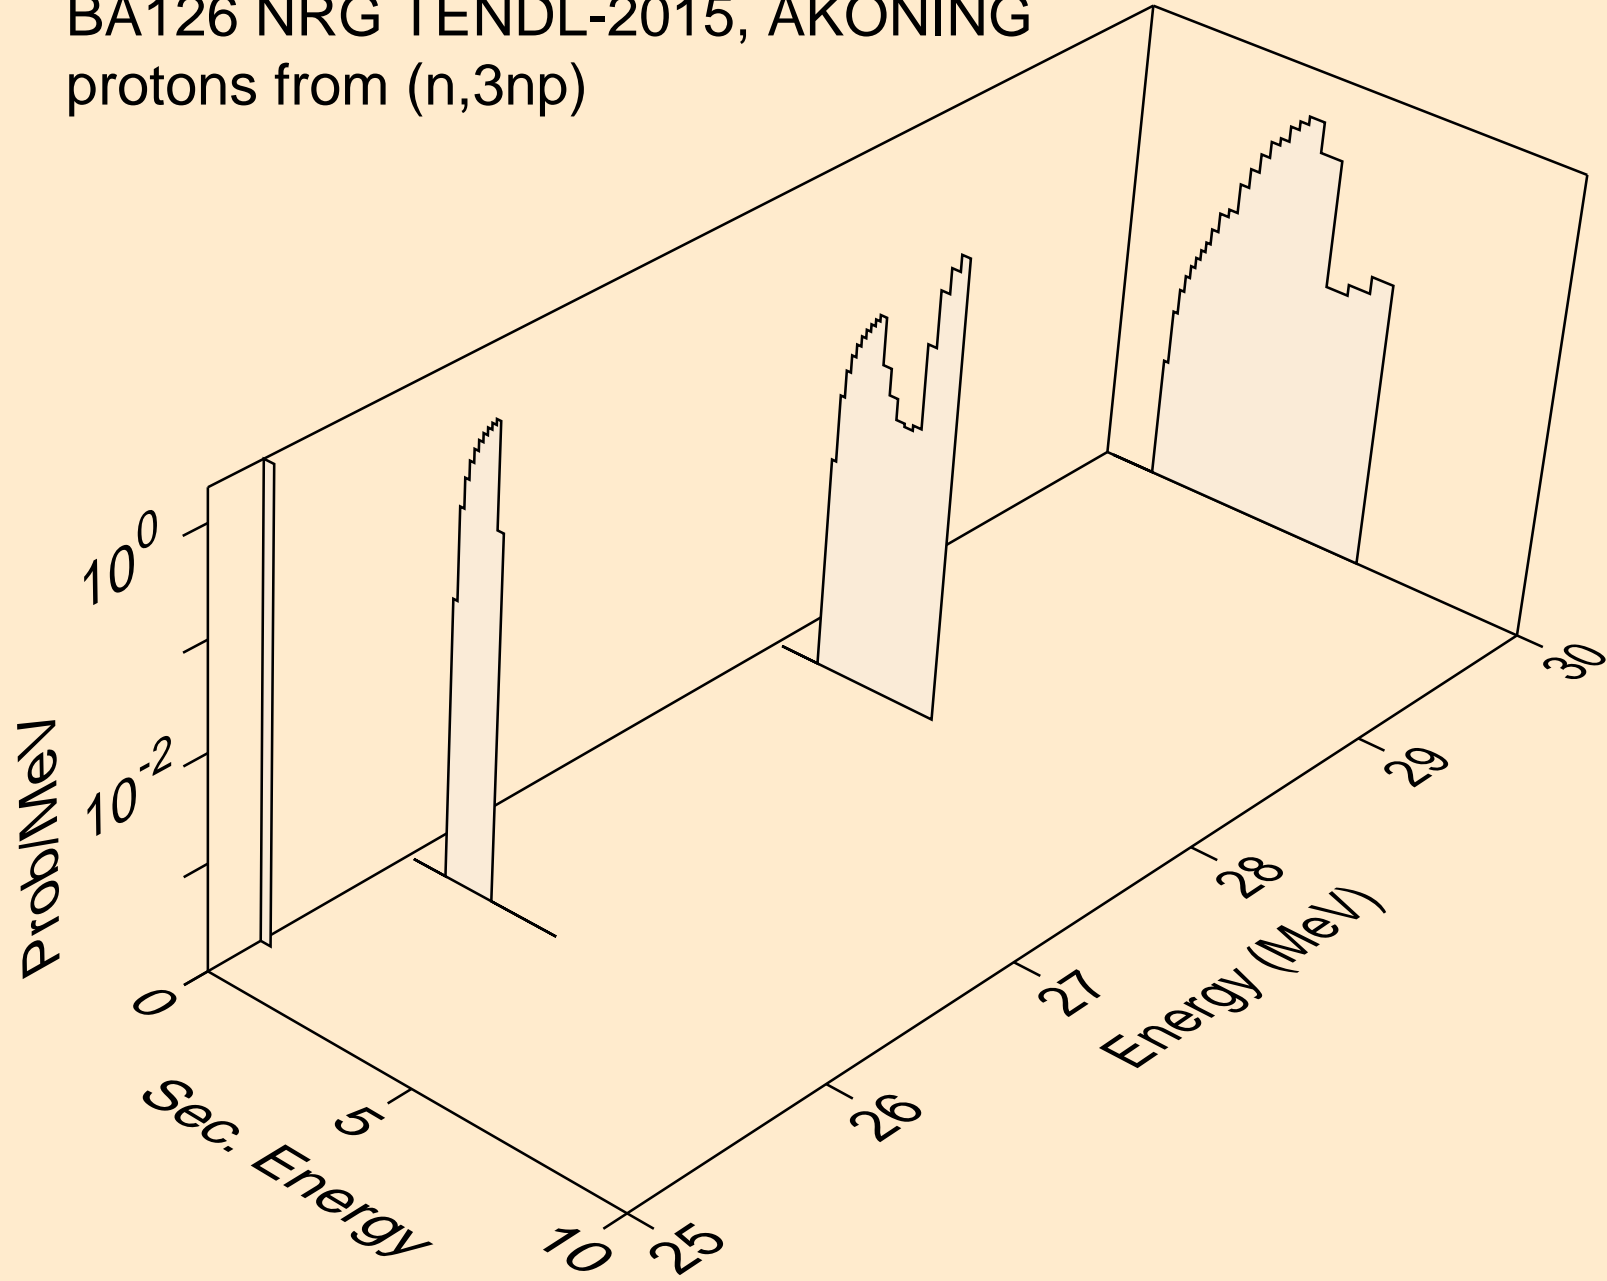 BA126 NRG TENDL-2015, AKONING
protons from (n,3np)
10^0
10^-2
Prob/MeV
0
5
10
Sec. Energy
25
26
27
28
29
30
Energy (MeV)